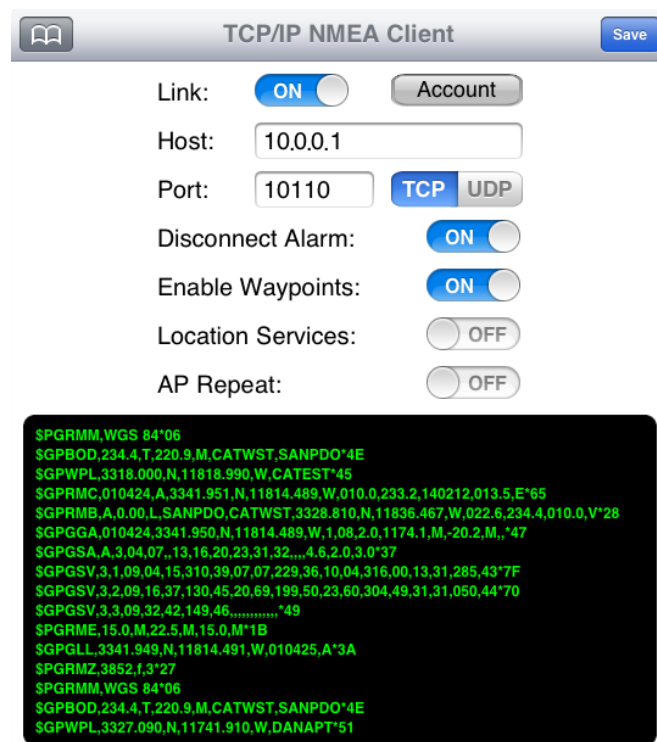 TCP/IP NMEA Client Save
Link: ON Account
Host: 10.0.0.1
Port: 10110 TCP UDP
Disconnect Alarm: ON
Enable Waypoints: ON
Location Services: OFF
AP Repeat: OFF
$PGRMM,WGS 84*06
$GPBOD,234.4,T,220.9,M,CATWST,SANPDO*4E
$GPWPL,3318.000,N,11818.990,W,CATEST*45
$GPRMC,010424,A,3341.951,N,11814.489,W,010.0,233.2,140212,013.5,E*65
$GPRMB,A,0.00,L,SANPDO,CATWST,3328.810,N,11836.467,W,022.6,234.4,010.0,V*28
$GPGGA,010424,3341.950,N,11814.489,W,1,08,2.0,1174.1,M,-20.2,M,,*47
$GPGSA,A,3,04,07,,13,16,20,23,31,32,,,,4.6,2.0,3.0*37
$GPGSV,3,1,09,04,15,310,39,07,07,229,36,10,04,316,00,13,31,285,43*7F
$GPGSV,3,2,09,16,37,130,45,20,69,199,50,23,60,304,49,31,31,050,44*70
$GPGSV,3,3,09,32,42,149,46,,,,,,,,,,,,*49
$PGRME,15.0,M,22.5,M,15.0,M*1B
$GPGLL,3341.949,N,11814.491,W,010425,A*3A
$PGRMZ,3852,f,3*27
$PGRMM,WGS 84*06
$GPBOD,234.4,T,220.9,M,CATWST,SANPDO*4E
$GPWPL,3327.090,N,11741.910,W,DANAPT*51